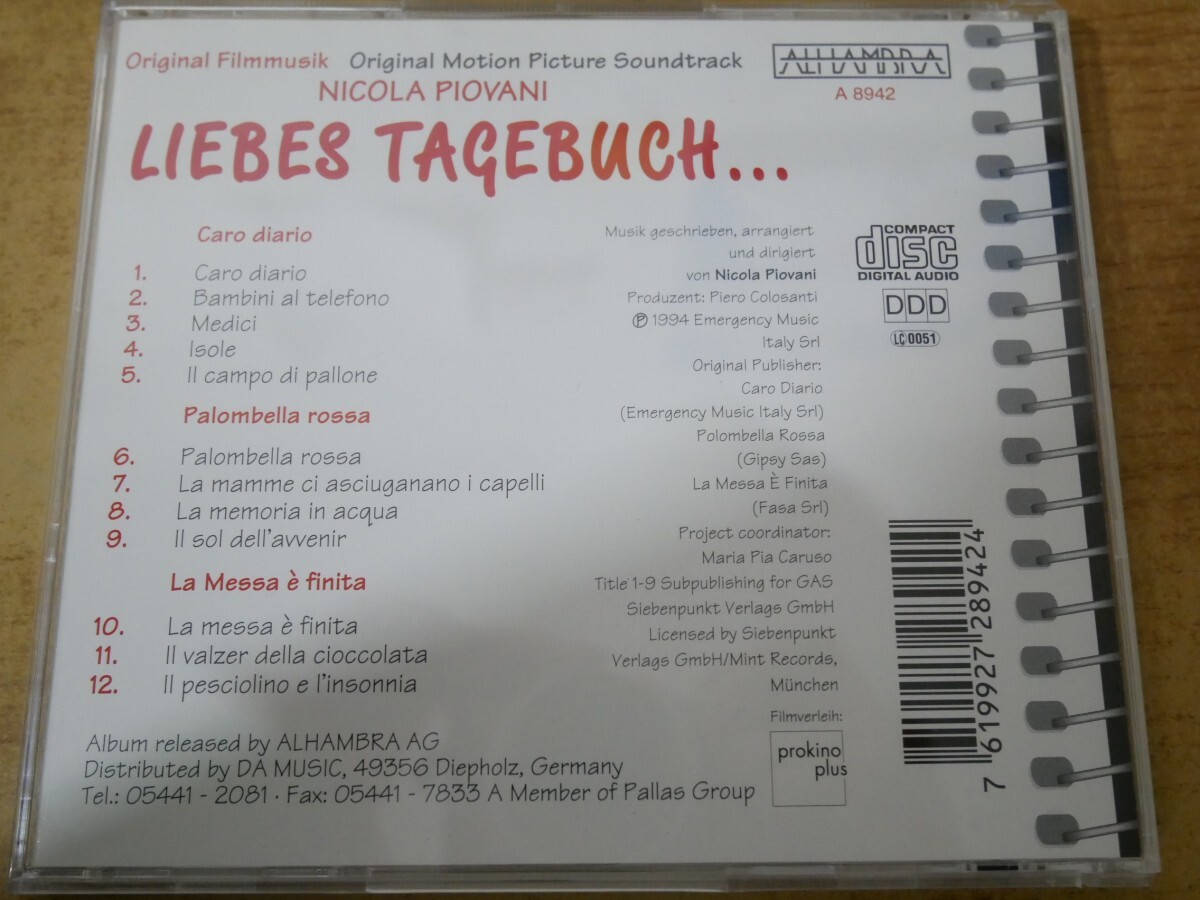 Original Filmmusik Original Motion Picture Soundtrack
NICOLA PIOVANI
ALHAMBRA
A 8942
LIEBES TAGEBUCH...
Caro diario
1. Caro diario
2. Bambini al telefono
3. Medici
4. Isole
5. Il campo di pallone
Palombella rossa
6. Palombella rossa
7. La mamme ci asciuganano i capelli
8. La memoria in acqua
9. Il sol dell'avvenir
La Messa è finita
10. La messa è finita
11. Il valzer della cioccolata
12. Il pesciolino e l'insonnia
Musik geschrieben, arrangiert
und dirigiert
von Nicola Piovani
Produzent: Piero Colosanti
℗ 1994 Emergency Music
Italy Srl
Original Publisher:
Caro Diario
(Emergency Music Italy Srl)
Polombella Rossa
(Gipsy Sas)
La Messa È Finita
(Fasa Srl)
Project coordinator:
Maria Pia Caruso
Title 1-9 Subpublishing for GAS
Siebenpunkt Verlags GmbH
Licensed by Siebenpunkt
Verlags GmbH/Mint Records,
München
Filmverleih:
prokino
plus
COMPACT
disc
DIGITAL AUDIO
DDD
LC 0051
7 619927 289424
Album released by ALHAMBRA AG
Distributed by DA MUSIC, 49356 Diepholz, Germany
Tel.: 05441 - 2081 · Fax: 05441 - 7833 A Member of Pallas Group